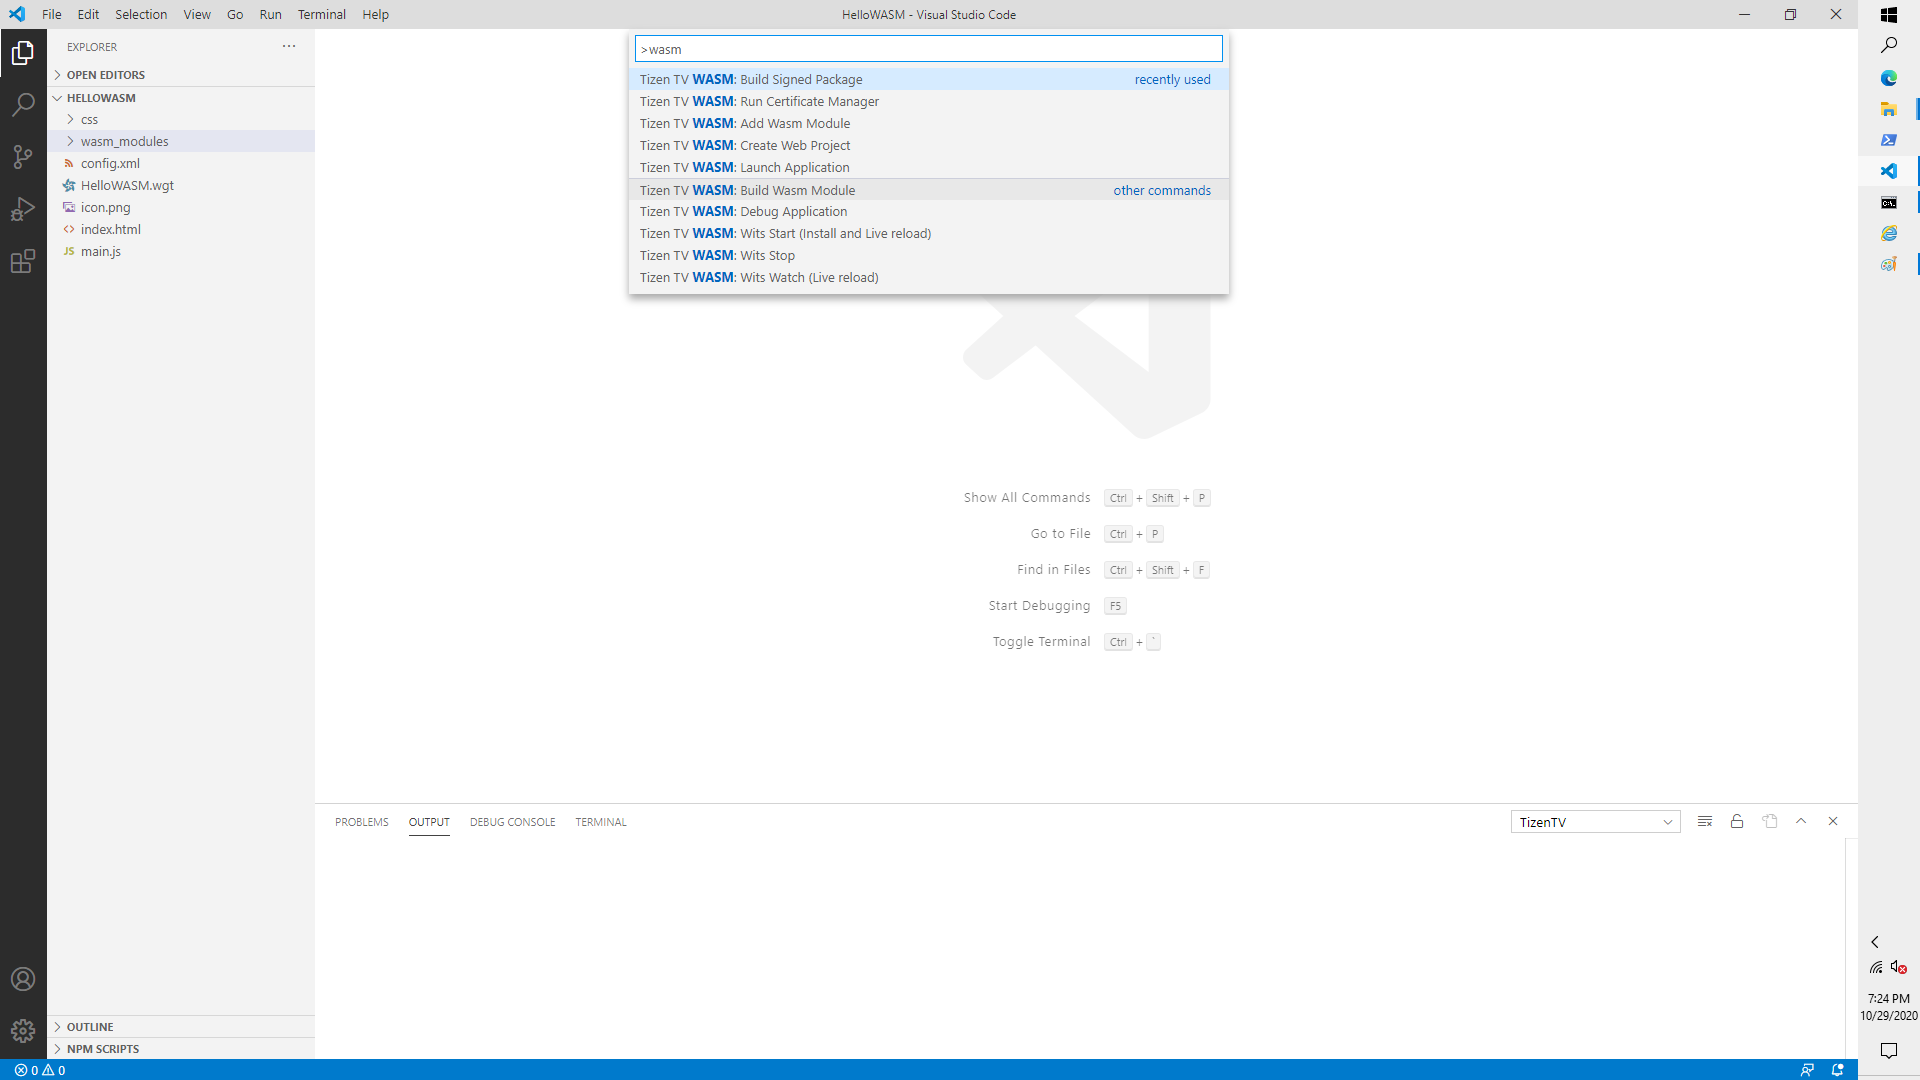 File Edit Selection View Go Run Terminal Help
HelloWASM - Visual Studio Code
EXPLORER
OPEN EDITORS
HELLOWASM
css
wasm_modules
config.xml
HelloWASM.wgt
icon.png
index.html
JS main.js
OUTLINE
NPM SCRIPTS
>wasm
Tizen TV WASM: Build Signed Package recently used
Tizen TV WASM: Run Certificate Manager
Tizen TV WASM: Add Wasm Module
Tizen TV WASM: Create Web Project
Tizen TV WASM: Launch Application
Tizen TV WASM: Build Wasm Module other commands
Tizen TV WASM: Debug Application
Tizen TV WASM: Wits Start (Install and Live reload)
Tizen TV WASM: Wits Stop
Tizen TV WASM: Wits Watch (Live reload)
Show All Commands Ctrl + Shift + P
Go to File Ctrl + P
Find in Files Ctrl + Shift + F
Start Debugging F5
Toggle Terminal Ctrl + `
PROBLEMS OUTPUT DEBUG CONSOLE TERMINAL
TizenTV
0 0
7:24 PM
10/29/2020